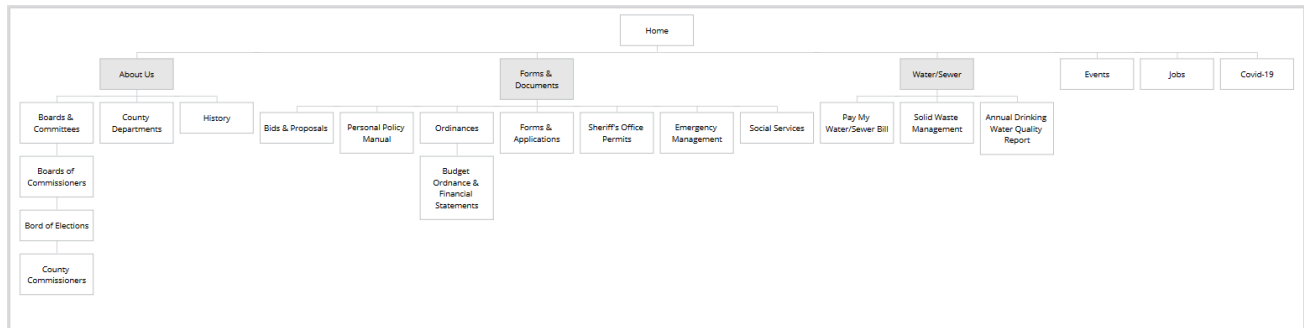 Home
About Us
Forms &
Documents
Water/Sewer
Events
Jobs
Covid-19
Boards &
Committees
County
Departments
History
Bids & Proposals
Personal Policy
Manual
Ordinances
Forms &
Applications
Sheriff's Office
Permits
Emergency
Management
Social Services
Pay My
Water/Sewer Bill
Solid Waste
Management
Annual Drinking
Water Quality
Report
Boards of
Commissioners
Budget
Ordnance &
Financial
Statements
Bord of Elections
County
Commissioners